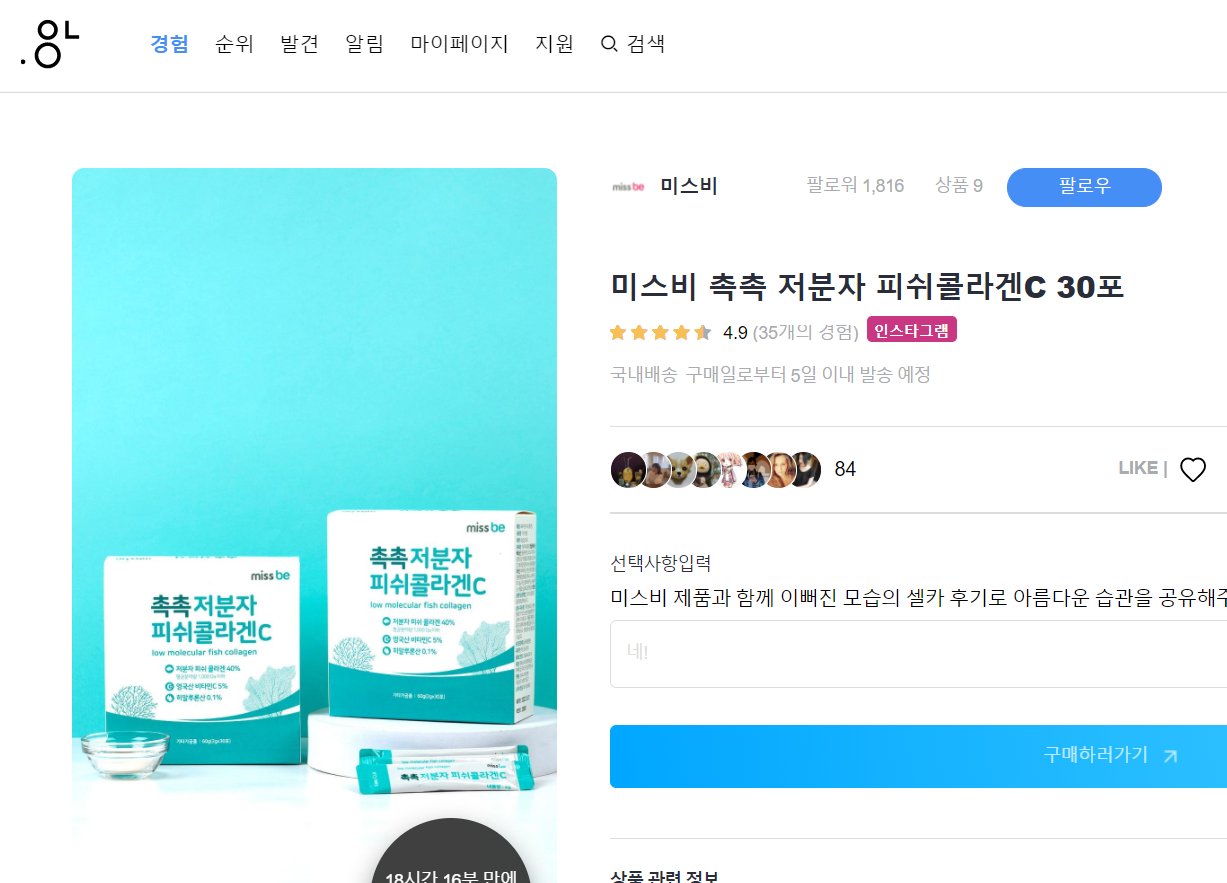 경험 순위 발견 알림 마이페이지 지원 검색
miss be 미스비 팔로워 1,816 상품 9 팔로우
미스비 촉촉 저분자 피쉬콜라겐C 30포
4.9 (35개의 경험) 인스타그램
국내배송 구매일로부터 5일 이내 발송 예정
84 LIKE |
선택사항입력
미스비 제품과 함께 이뻐진 모습의 셀카 후기로 아름다운 습관을 공유해주
네!
구매하러가기
상품 관련 정보
miss be
촉촉저분자
피쉬콜라겐C
low molecular fish collagen
저분자 피쉬 콜라겐 40%
영국산 비타민C 5%
히알루론산 0.1%
miss be
촉촉저분자
피쉬콜라겐C
low molecular fish collagen
저분자 피쉬 콜라겐 40%
영국산 비타민C 5%
히알루론산 0.1%
low molecular fish collagen
miss be
촉촉저분자 피쉬콜라겐C
18시간 16분 만에